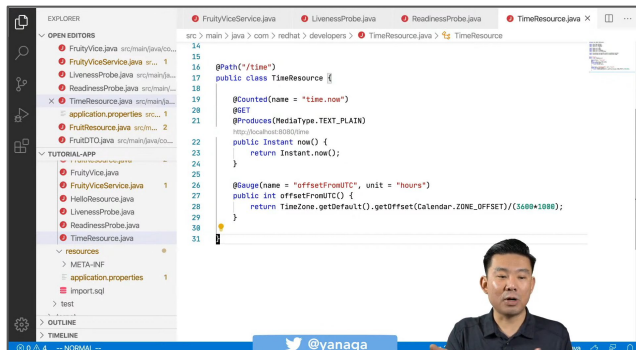 EXPLORER
OPEN EDITORS
FruityVice.java src/main/java/co...
FruityViceService.java sr... 1
LivenessProbe.java src/main/ja...
ReadinessProbe.java src/main/...
TimeResource.java src/main/ja...
application.properties src... 1
FruitResource.java src/m... 2
FruitDTO.java src/main/java/co...
TUTORIAL-APP
FruityVice.java
FruityViceService.java 1
HelloResource.java
LivenessProbe.java
ReadinessProbe.java
TimeResource.java
resources
META-INF
application.properties 1
import.sql
test
OUTLINE
TIMELINE
FruityViceService.java
LivenessProbe.java
ReadinessProbe.java
TimeResource.java
src > main > java > com > redhat > developers > TimeResource.java > TimeResource
14
15
16 @Path("/time")
17 public class TimeResource {
18
19 @Counted(name = "time.now")
20 @GET
21 @Produces(MediaType.TEXT_PLAIN)
http://localhost:8080/time
22 public Instant now() {
23 return Instant.now();
24 }
25
26 @Gauge(name = "offsetFromUTC", unit = "hours")
27 public int offsetFromUTC() {
28 return TimeZone.getDefault().getOffset(Calendar.ZONE_OFFSET)/(3600*1000);
29 }
30
31 }
0 4 -- NORMAL --
@yanaga